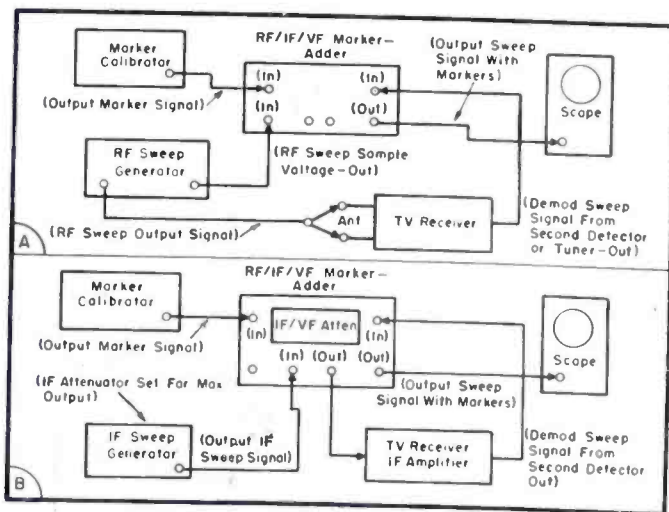 RF/IF/VF Marker-
Adder
Marker
Calibrator
(In)
(In)
(In)
(Out)
(Output Marker Signal)
(Output Sweep
Signal With
Markers)
Scope
RF Sweep
Generator
(RF Sweep Sample
Voltage-Out)
Ant
TV Receiver
(RF Sweep Output Signal)
(Demod Sweep
Signal From
Second Detector
or Tuner-Out)
A
RF/IF/VF Marker-
Adder
Marker
Calibrator
IF/VF Atten
(In)
(In)
(In)
(Out)
(Out)
(Output Marker Signal)
Scope
(IF Attenuator Set For Max
Output)
(Output Sweep
Signal With Markers)
IF Sweep
Generator
(Output IF
Sweep Signal)
TV Receiver
IF Amplifier
(Demod Sweep
Signal From
Second Detector
Out)
B